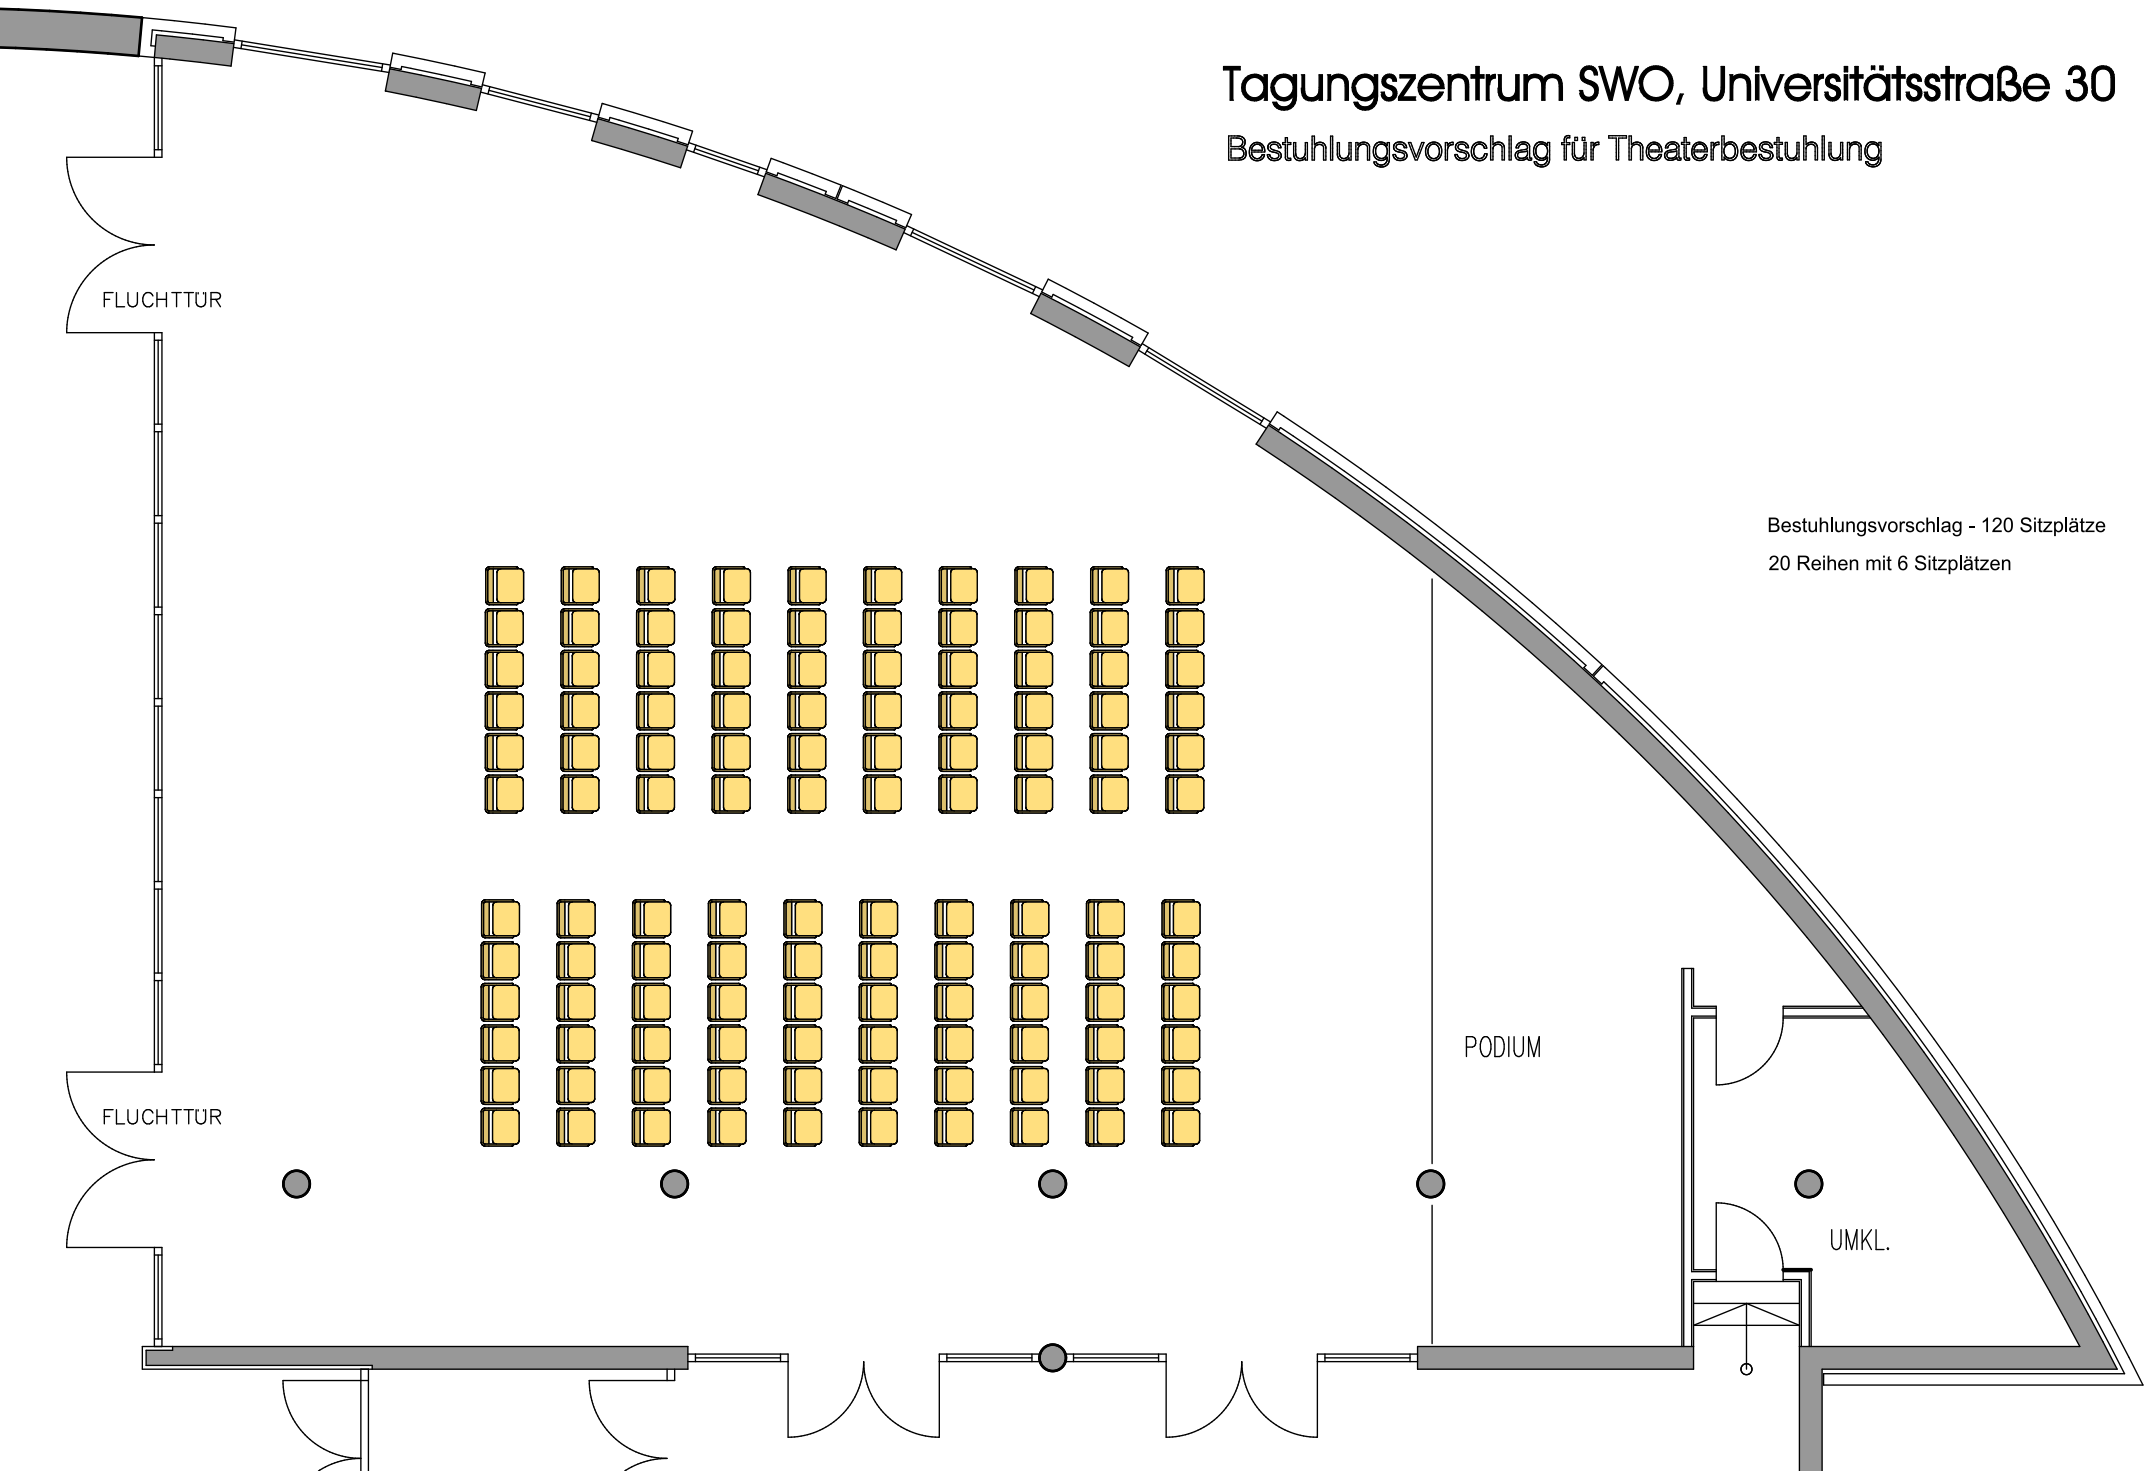 Tagungszentrum SWO, Universitätsstraße 30
Bestuhlungsvorschlag für Theaterbestuhlung
FLUCHTTÜR
Bestuhlungsvorschlag - 120 Sitzplätze
20 Reihen mit 6 Sitzplätzen
PODIUM
FLUCHTTÜR
UMKL.